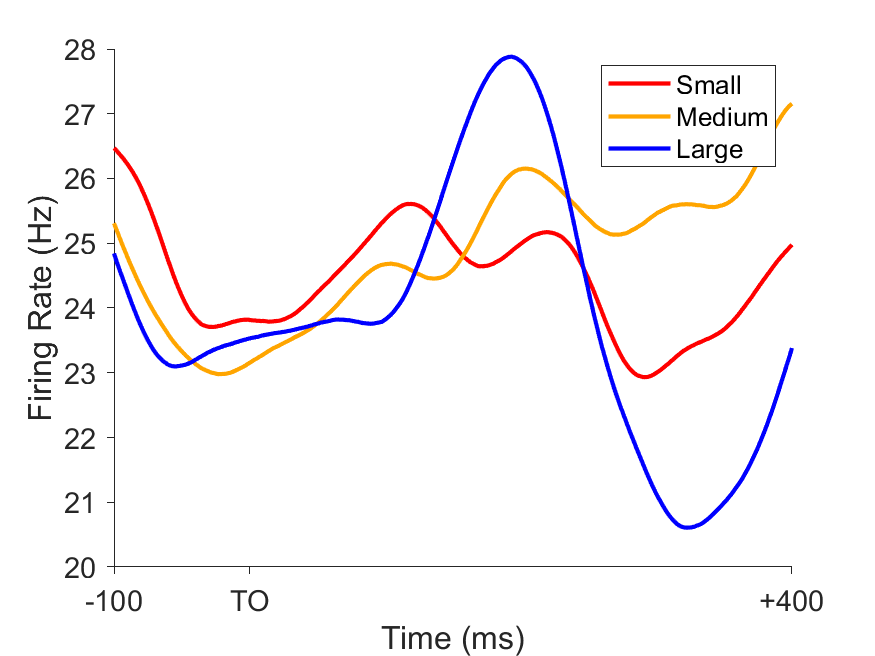 28
27
26
25
24
23
22
21
20
Firing Rate (Hz)
Small
Medium
Large
-100 TO +400
Time (ms)